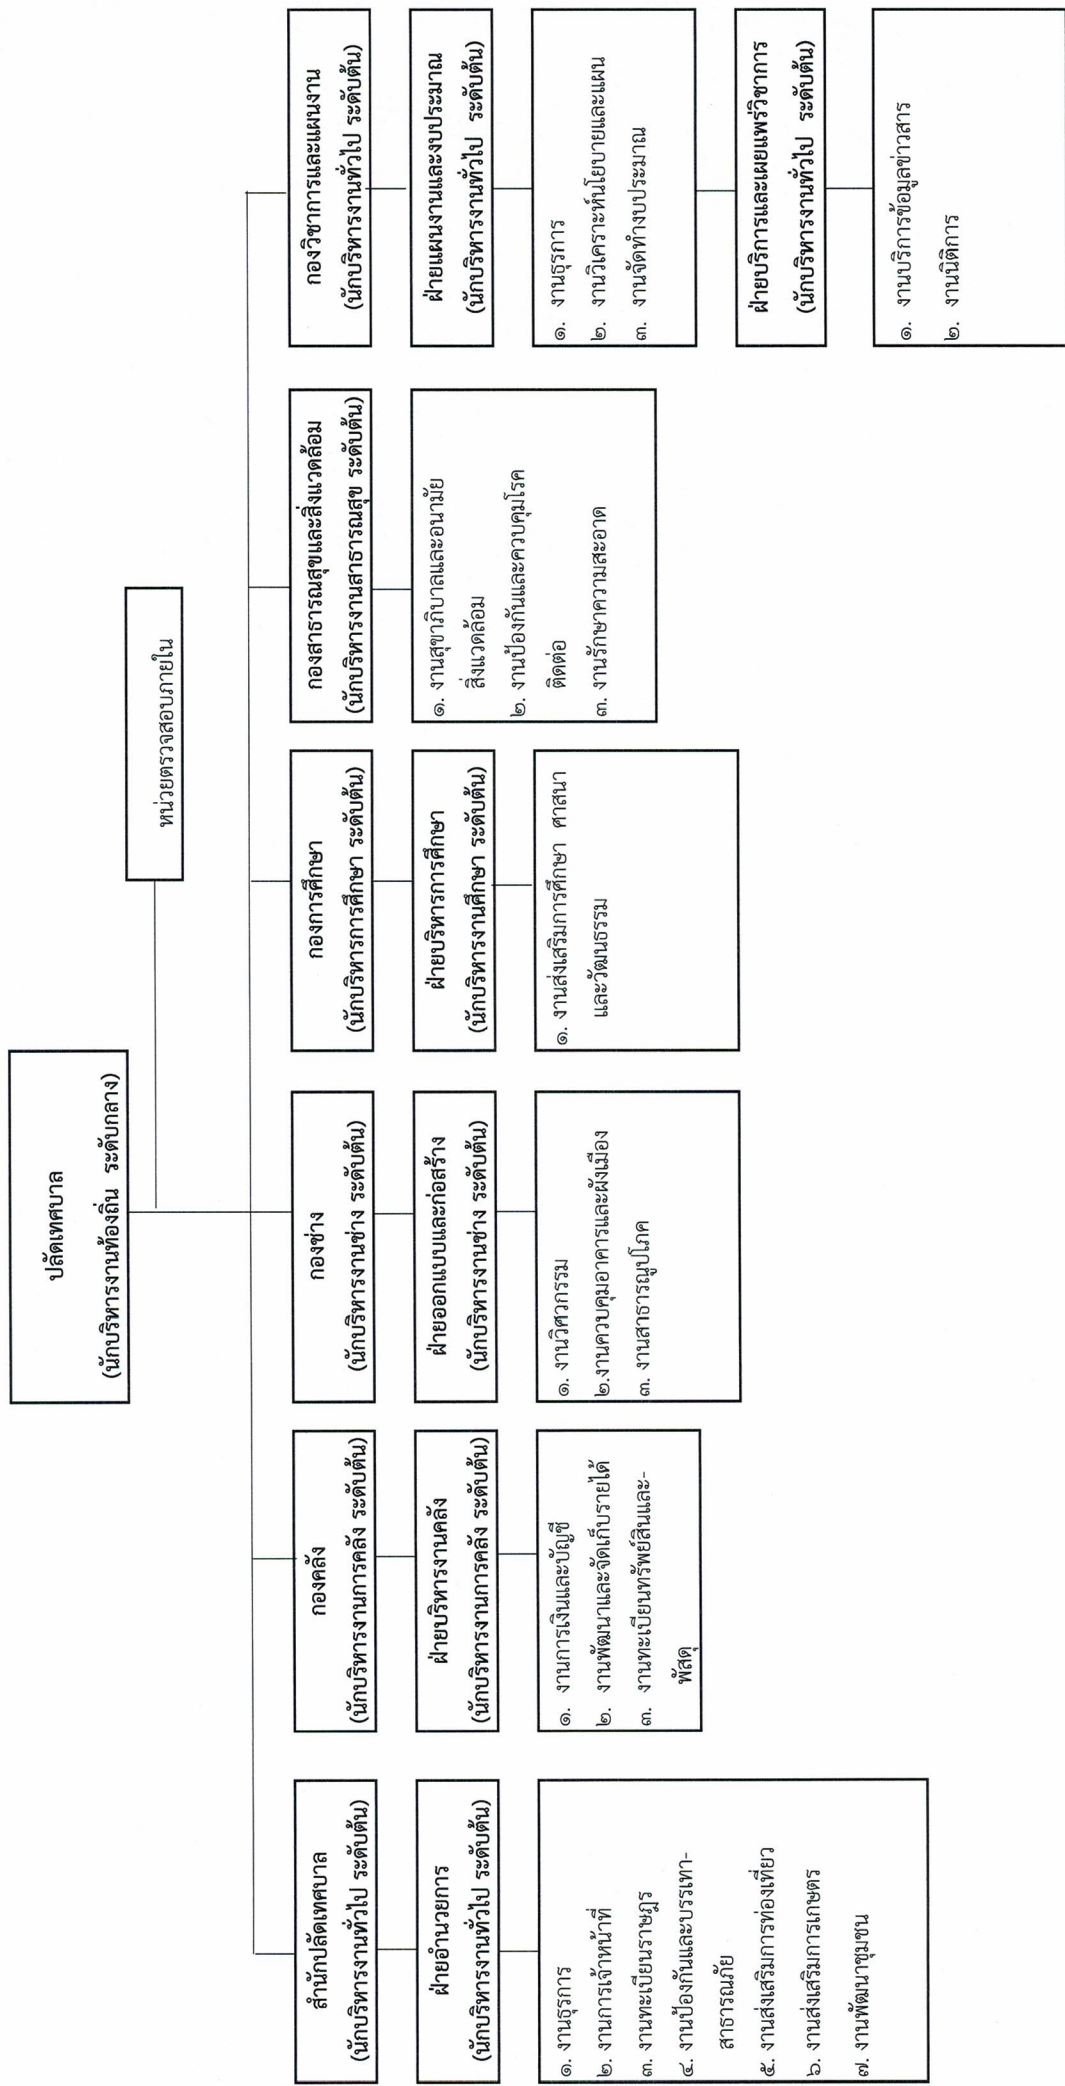 ปลัดเทศบาล
(นักบริหารงานท้องถิ่น ระดับกลาง)
หน่วยตรวจสอบภายใน
สำนักปลัดเทศบาล
(นักบริหารงานทั่วไป ระดับต้น)
ฝ่ายอำนวยการ
(นักบริหารงานทั่วไป ระดับต้น)
๑. งานธุรการ
๒. งานการเจ้าหน้าที่
๓. งานทะเบียนราษฎร
๔. งานป้องกันและบรรเทา-
สาธารณภัย
๕. งานส่งเสริมการท่องเที่ยว
๖. งานส่งเสริมการเกษตร
๗. งานพัฒนาชุมชน
กองคลัง
(นักบริหารงานการคลัง ระดับต้น)
ฝ่ายบริหารงานคลัง
(นักบริหารงานการคลัง ระดับต้น)
๑. งานการเงินและบัญชี
๒. งานพัฒนาและจัดเก็บรายได้
๓. งานทะเบียนทรัพย์สินและ-
พัสดุ
กองช่าง
(นักบริหารงานช่าง ระดับต้น)
ฝ่ายออกแบบและก่อสร้าง
(นักบริหารงานช่าง ระดับต้น)
๑. งานวิศวกรรม
๒.งานควบคุมอาคารและผังเมือง
๓. งานสาธารณูปโภค
กองการศึกษา
(นักบริหารการศึกษา ระดับต้น)
ฝ่ายบริหารการศึกษา
(นักบริหารงานศึกษา ระดับต้น)
๑. งานส่งเสริมการศึกษา ศาสนา
และวัฒนธรรม
กองสาธารณสุขและสิ่งแวดล้อม
(นักบริหารงานสาธารณสุข ระดับต้น)
๑. งานสุขาภิบาลและอนามัย
สิ่งแวดล้อม
๒. งานป้องกันและควบคุมโรค
ติดต่อ
๓. งานรักษาความสะอาด
กองวิชาการและแผนงาน
(นักบริหารงานทั่วไป ระดับต้น)
ฝ่ายแผนงานและงบประมาณ
(นักบริหารงานทั่วไป ระดับต้น)
๑. งานธุรการ
๒. งานวิเคราะห์นโยบายและแผน
๓. งานจัดทำงบประมาณ
ฝ่ายบริการและเผยแพร่วิชาการ
(นักบริหารงานทั่วไป ระดับต้น)
๑. งานบริการข้อมูลข่าวสาร
๒. งานนิติการ